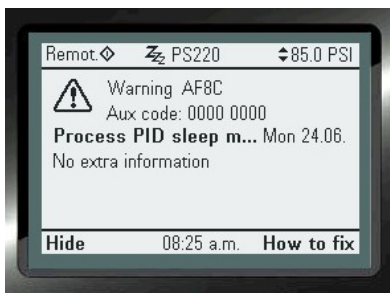 Remot. PS220 85.0 PSI
Warning AF8C
Aux code: 0000 0000
Process PID sleep m... Mon 24.06.
No extra information
Hide 08:25 a.m. How to fix